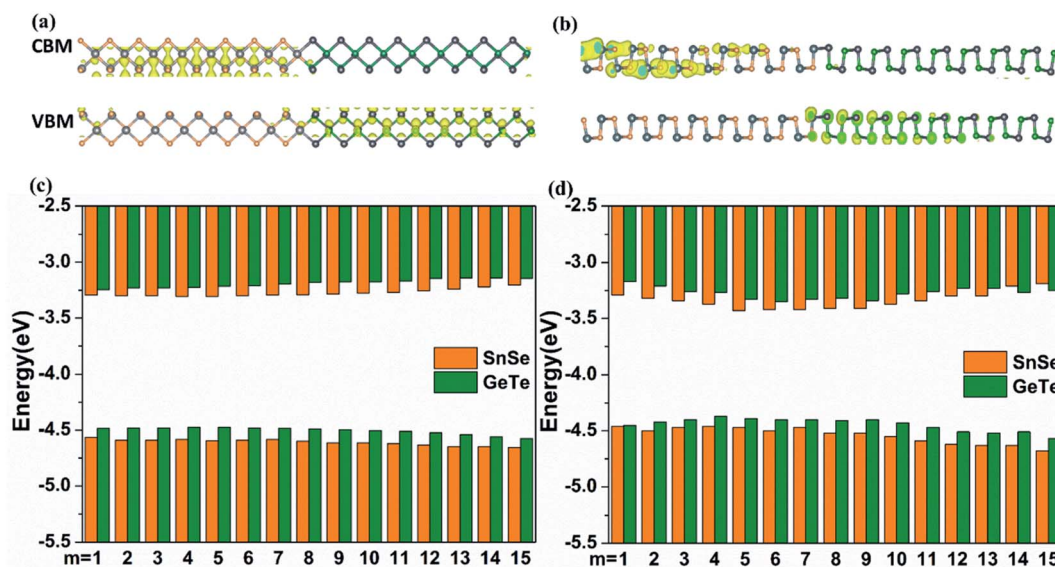 (a)
CBM
VBM
(b)
(c)
-2.5
-3.0
-3.5
-4.0
-4.5
-5.0
-5.5
Energy(eV)
SnSe
GeTe
m=1 2 3 4 5 6 7 8 9 10 11 12 13 14 15
(d)
-2.5
-3.0
-3.5
-4.0
-4.5
-5.0
-5.5
Energy(eV)
SnSe
GeTe
m=1 2 3 4 5 6 7 8 9 10 11 12 13 14 15